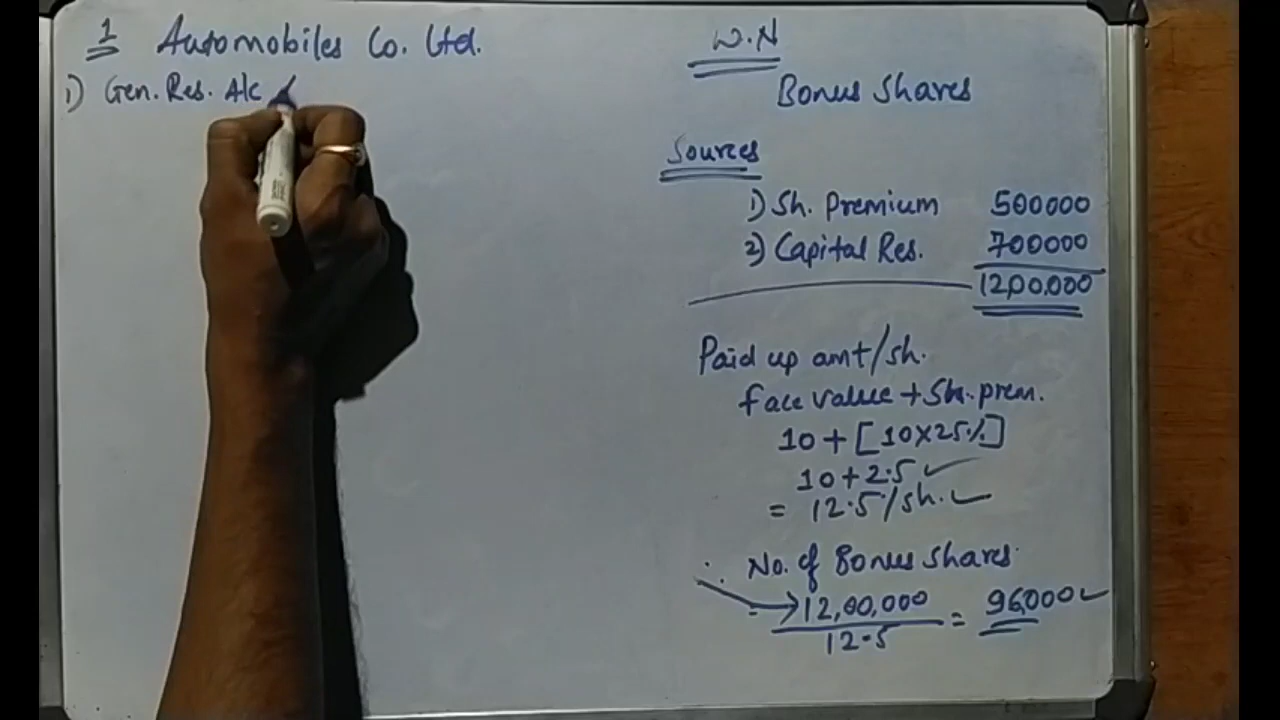 1 Automobiles Co. Ltd.
1) Gen. Res. A/c
W.N
Bonus Shares
Sources
1) Sh. Premium 500000
2) Capital Res. 700000
1200.000
Paid up amt/sh.
face value + Sh. prem.
10 + [10 X 25%]
10 + 2.5 ✓
= 12.5/sh. ✓
∴ No. of Bonus shares
= → 12,00,000 / 12.5 = 96000 ✓